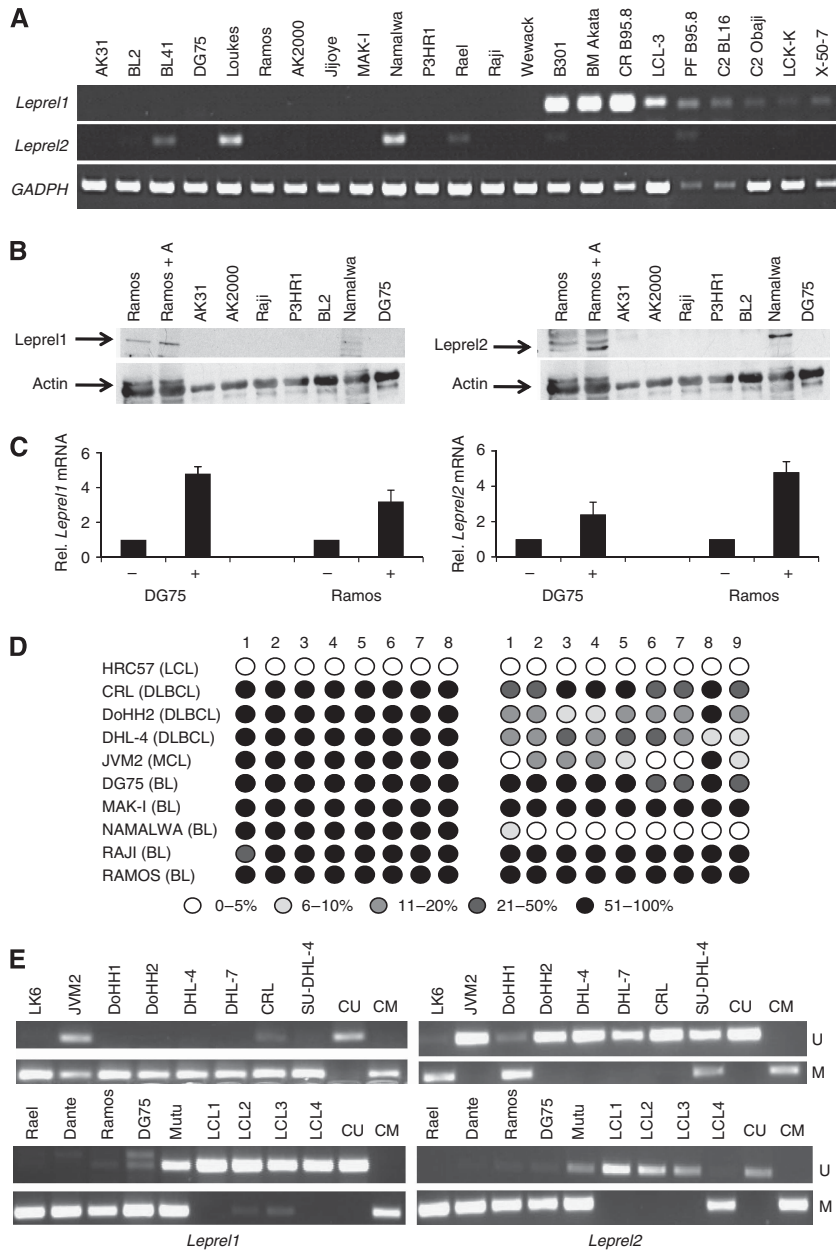 A
AK31 BL2 BL41 DG75 Loukes Ramos AK2000 Jijoye MAK-I Namalwa P3HR1 Rael Raji Wewack B301 BM Akata CR B95.8 LCL-3 PF B95.8 C2 BL16 C2 Obaji LCK-K X-50-7
Leprel1
Leprel2
GADPH
B
Ramos Ramos + A AK31 AK2000 Raji P3HR1 BL2 Namalwa DG75
Leprel1
Actin
Ramos Ramos + A AK31 AK2000 Raji P3HR1 BL2 Namalwa DG75
Leprel2
Actin
C
Rel. Leprel1 mRNA
6
4
2
0
– + – +
DG75 Ramos
Rel. Leprel2 mRNA
6
4
2
0
– + – +
DG75 Ramos
D
1 2 3 4 5 6 7 8 1 2 3 4 5 6 7 8 9
HRC57 (LCL)
CRL (DLBCL)
DoHH2 (DLBCL)
DHL-4 (DLBCL)
JVM2 (MCL)
DG75 (BL)
MAK-I (BL)
NAMALWA (BL)
RAJI (BL)
RAMOS (BL)
0–5% 6–10% 11–20% 21–50% 51–100%
E
LK6 JVM2 DoHH1 DoHH2 DHL-4 DHL-7 CRL SU-DHL-4 CU CM
LK6 JVM2 DoHH1 DoHH2 DHL-4 DHL-7 CRL SU-DHL-4 CU CM
U
M
Rael Dante Ramos DG75 Mutu LCL1 LCL2 LCL3 LCL4 CU CM
Rael Dante Ramos DG75 Mutu LCL1 LCL2 LCL3 LCL4 CU CM
U
M
Leprel1 Leprel2